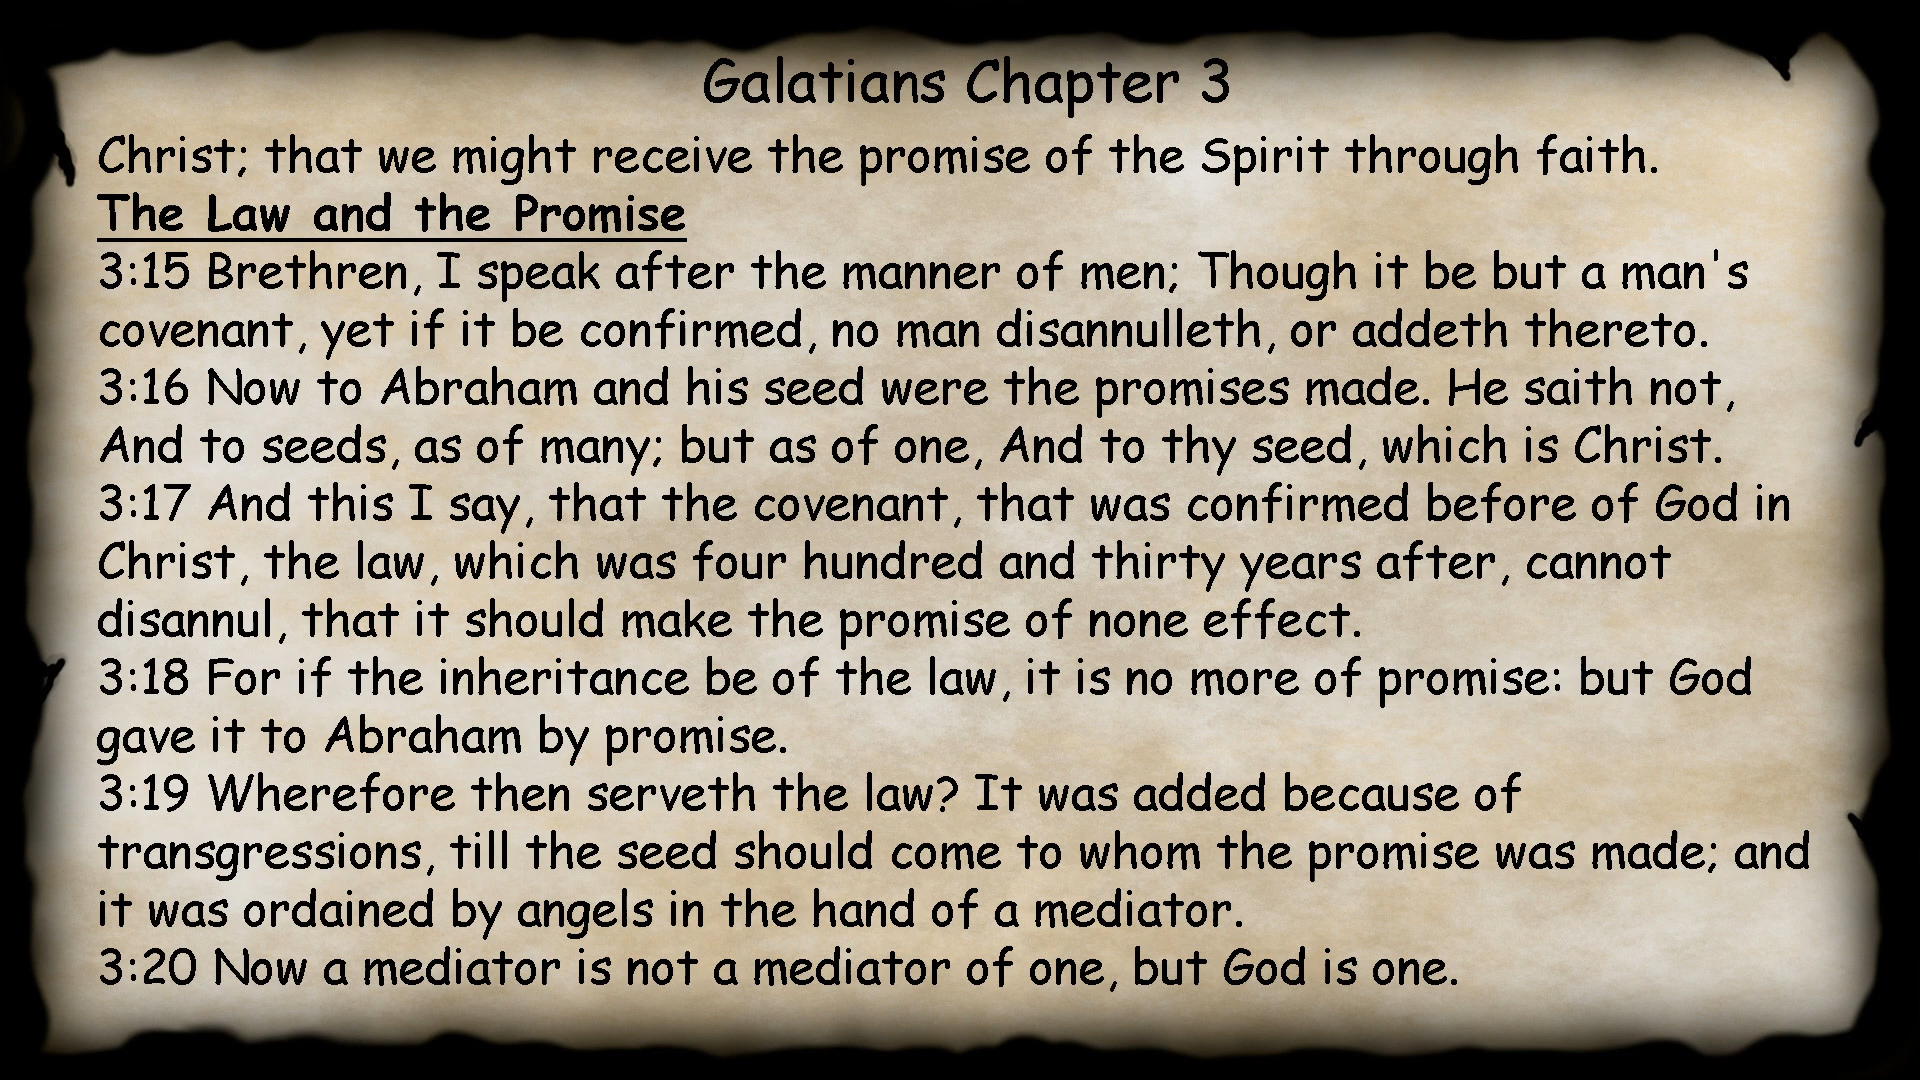 Galatians Chapter 3
Christ; that we might receive the promise of the Spirit through faith.
The Law and the Promise
3:15 Brethren, I speak after the manner of men; Though it be but a man's
covenant, yet if it be confirmed, no man disannulleth, or addeth thereto.
3:16 Now to Abraham and his seed were the promises made. He saith not,
And to seeds, as of many; but as of one, And to thy seed, which is Christ.
3:17 And this I say, that the covenant, that was confirmed before of God in
Christ, the law, which was four hundred and thirty years after, cannot
disannul, that it should make the promise of none effect.
3:18 For if the inheritance be of the law, it is no more of promise: but God
gave it to Abraham by promise.
3:19 Wherefore then serveth the law? It was added because of
transgressions, till the seed should come to whom the promise was made; and
it was ordained by angels in the hand of a mediator.
3:20 Now a mediator is not a mediator of one, but God is one.